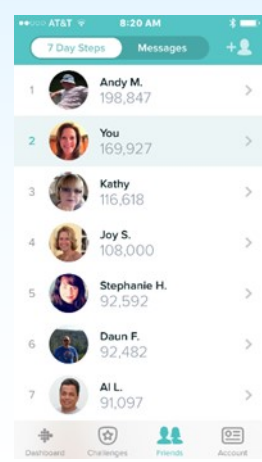 AT&T 8:20 AM
7 Day Steps Messages
1 Andy M.
198,847
2 You
169,927
3 Kathy
116,618
4 Joy S.
108,000
5 Stephanie H.
92,592
6 Daun F.
92,482
7 Al L.
91,097
Dashboard Challenges Friends Account